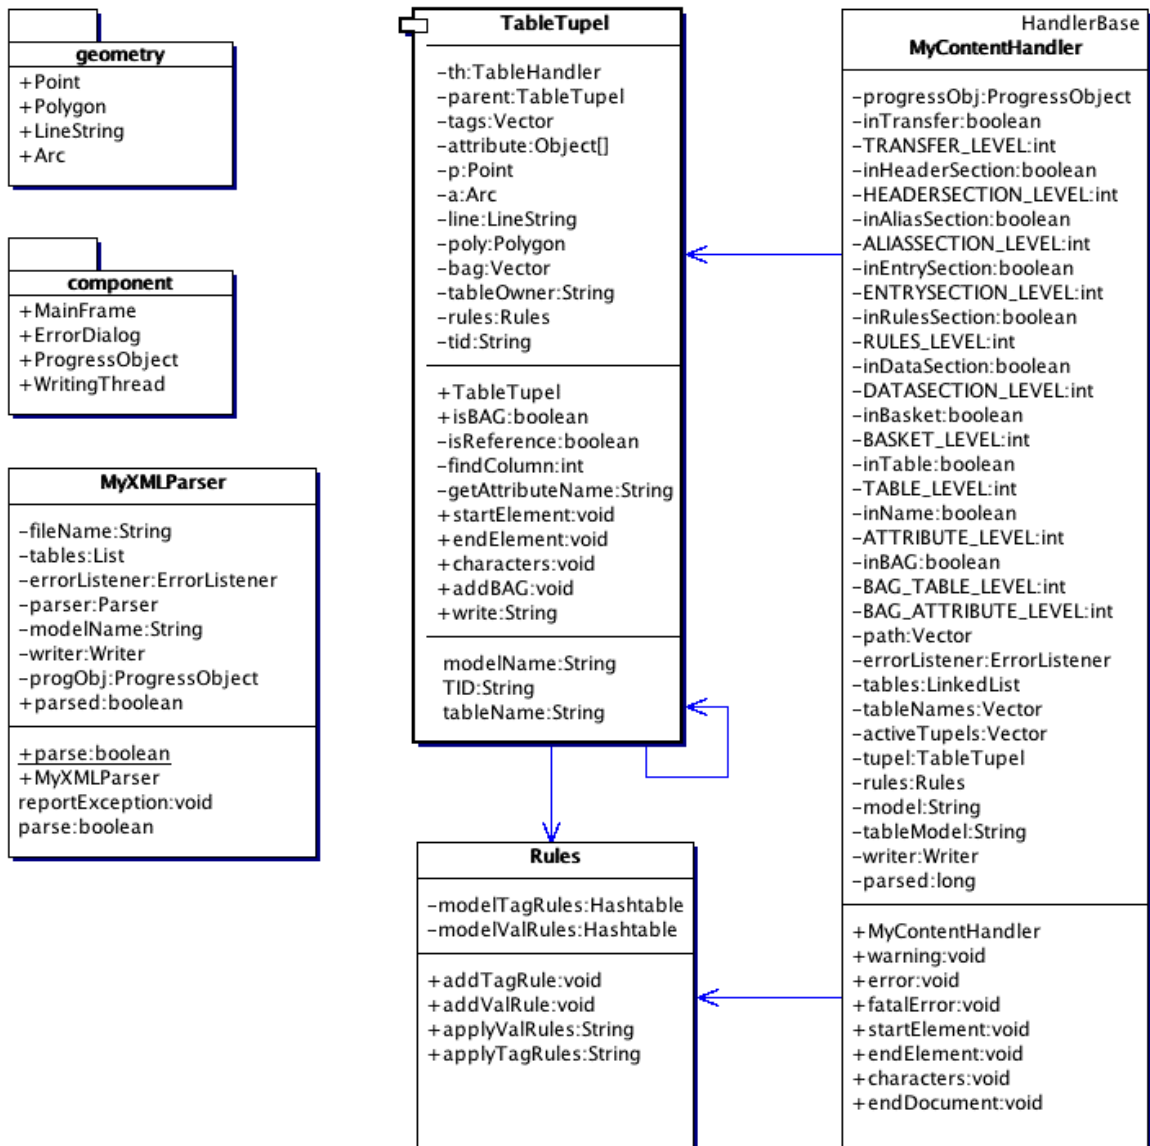 geometry
+Point
+Polygon
+LineString
+Arc
component
+MainFrame
+ErrorDialog
+ProgressObject
+WritingThread
MyXMLParser
-fileName:String
-tables:List
-errorListener:ErrorListener
-parser:Parser
-modelName:String
-writer:Writer
-progObj:ProgressObject
+parsed:boolean
+parse:boolean
+MyXMLParser
reportException:void
parse:boolean
TableTupel
-th:TableHandler
-parent:TableTupel
-tags:Vector
-attribute:Object[]
-p:Point
-a:Arc
-line:LineString
-poly:Polygon
-bag:Vector
-tableOwner:String
-rules:Rules
-tid:String
+TableTupel
+isBAG:boolean
-isReference:boolean
-findColumn:int
-getAttributeName:String
+startElement:void
+endElement:void
+characters:void
+addBAG:void
+write:String
modelName:String
TID:String
tableName:String
Rules
-modelTagRules:Hashtable
-modelValRules:Hashtable
+addTagRule:void
+addValRule:void
+applyValRules:String
+applyTagRules:String
HandlerBase
MyContentHandler
-progressObj:ProgressObject
-inTransfer:boolean
-TRANSFER_LEVEL:int
-inHeaderSection:boolean
-HEADERSECTION_LEVEL:int
-inAliasSection:boolean
-ALIASSECTION_LEVEL:int
-inEntrySection:boolean
-ENTRYSECTION_LEVEL:int
-inRulesSection:boolean
-RULES_LEVEL:int
-inDataSection:boolean
-DATASECTION_LEVEL:int
-inBasket:boolean
-BASKET_LEVEL:int
-inTable:boolean
-TABLE_LEVEL:int
-inName:boolean
-ATTRIBUTE_LEVEL:int
-inBAG:boolean
-BAG_TABLE_LEVEL:int
-BAG_ATTRIBUTE_LEVEL:int
-path:Vector
-errorListener:ErrorListener
-tables:LinkedList
-tableNames:Vector
-activeTupels:Vector
-tupel:TableTupel
-rules:Rules
-model:String
-tableModel:String
-writer:Writer
-parsed:long
+MyContentHandler
+warning:void
+error:void
+fatalError:void
+startElement:void
+endElement:void
+characters:void
+endDocument:void